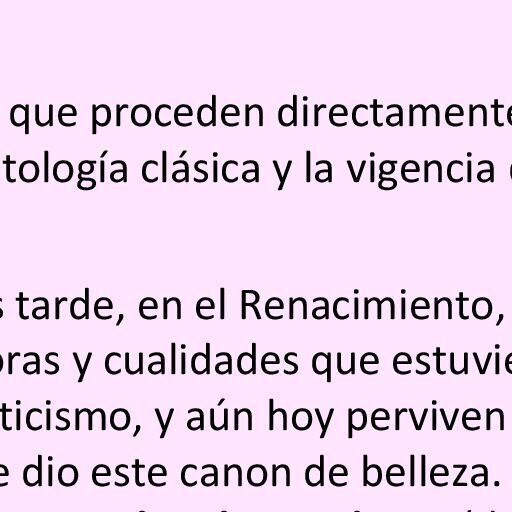 que proceden directamente
tología clásica y la vigencia
s tarde, en el Renacimiento,
oras y cualidades que estuvie
ticismo, y aún hoy perviven
e dio este canon de belleza.